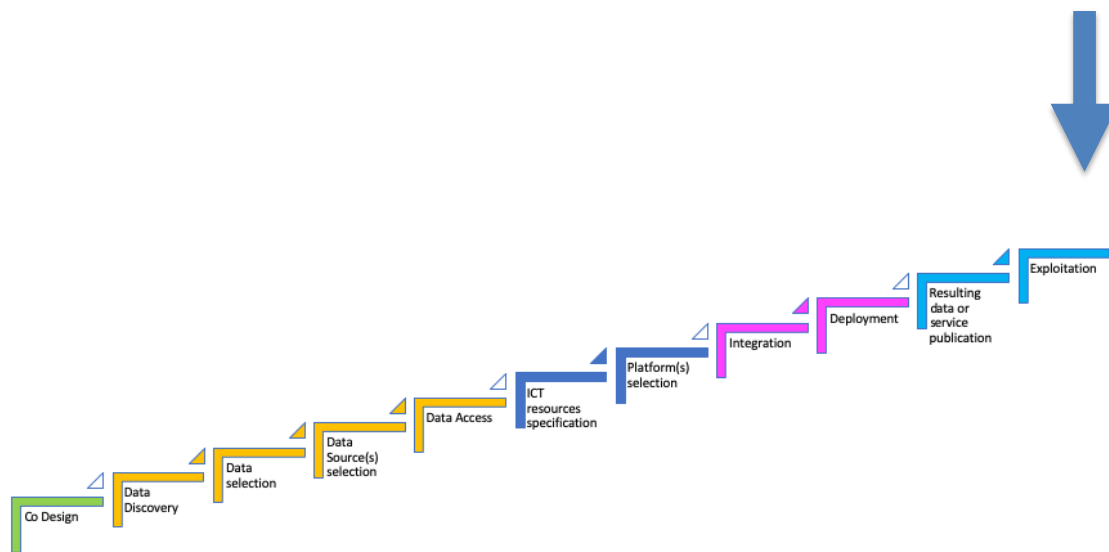 Co Design
Data
Discovery
Data
selection
Data
Source(s)
selection
Data Access
ICT
resources
specification
Platform(s)
selection
Integration
Deployment
Resulting
data or
service
publication
Exploitation